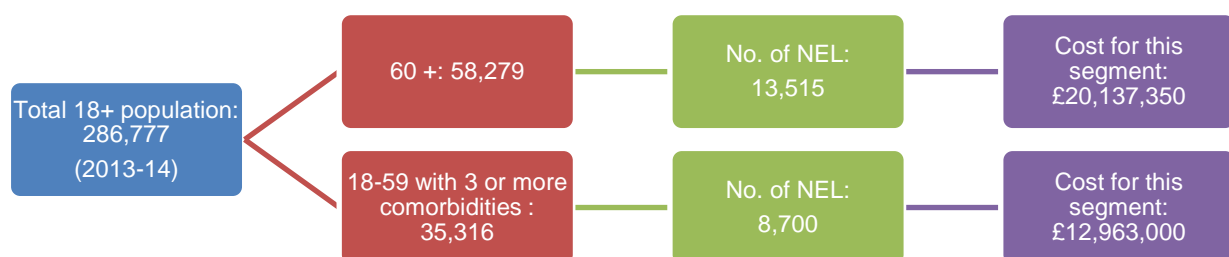 Total 18+ population:
286,777
(2013-14)
60 +: 58,279
No. of NEL:
13,515
Cost for this
segment:
£20,137,350
18-59 with 3 or more
comorbidities :
35,316
No. of NEL:
8,700
Cost for this
segment:
£12,963,000